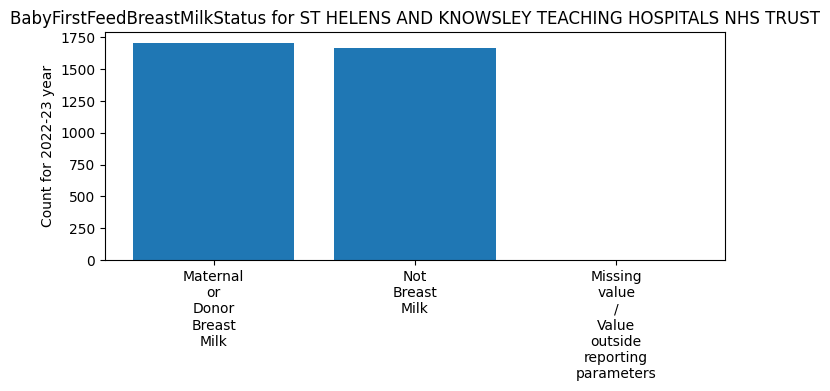 BabyFirstFeedBreastMilkStatus for ST HELENS AND KNOWSLEY TEACHING HOSPITALS NHS TRUST
Count for 2022-23 year
1750
1500
1250
1000
750
500
250
0
Maternal
or
Donor
Breast
Milk
Not
Breast
Milk
Missing
value
/
Value
outside
reporting
parameters